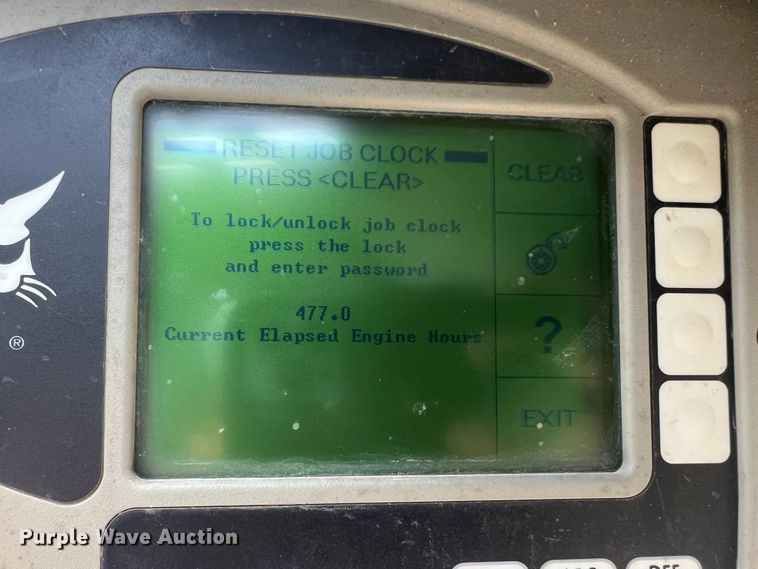 RESET JOB CLOCK
PRESS <CLEAR>
To lock/unlock job clock
press the lock
and enter password
477.0
Current Elapsed Engine Hours
CLEAR
?
EXIT
®
Purple Wave Auction